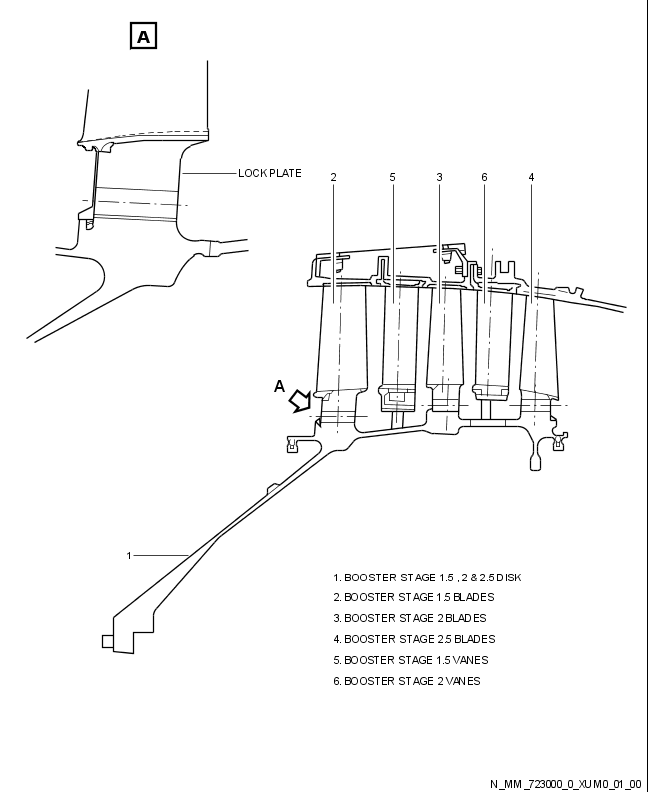 A
LOCK PLATE
2 5 3 6 4
A
1
1. BOOSTER STAGE 1.5 , 2 & 2.5 DISK
2. BOOSTER STAGE 1.5 BLADES
3. BOOSTER STAGE 2 BLADES
4. BOOSTER STAGE 2.5 BLADES
5. BOOSTER STAGE 1.5 VANES
6. BOOSTER STAGE 2 VANES
N_MM_723000_0_XUM0_01_00